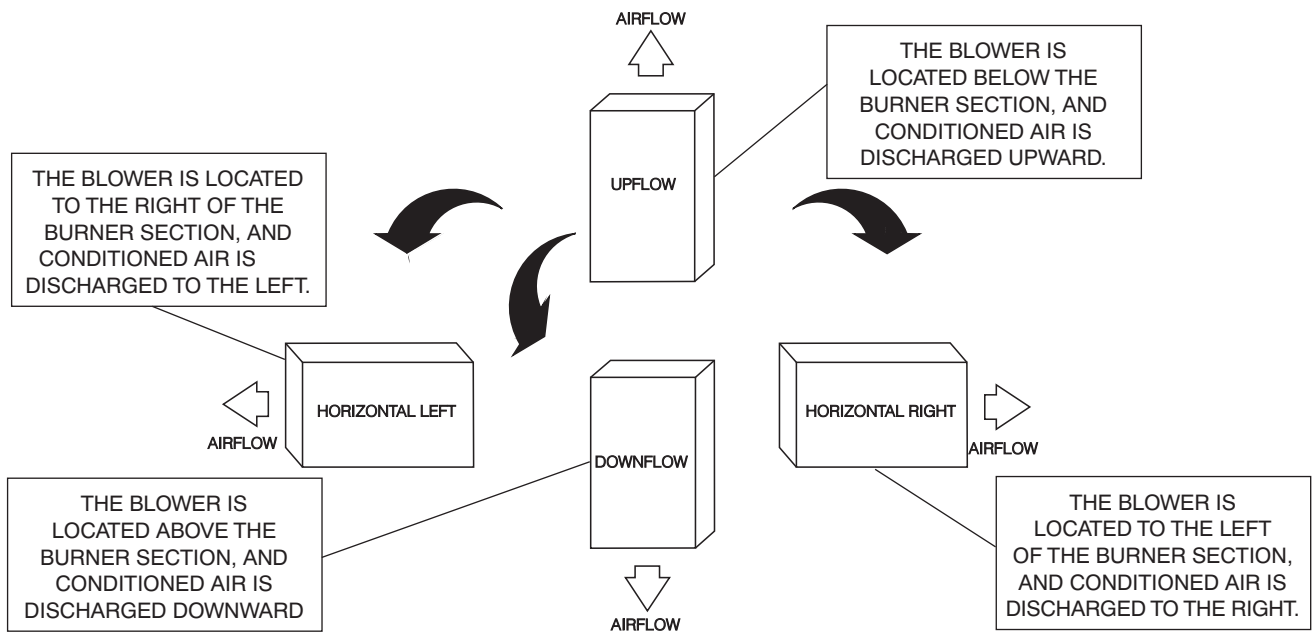 AIRFLOW
THE BLOWER IS
LOCATED BELOW THE
BURNER SECTION, AND
CONDITIONED AIR IS
DISCHARGED UPWARD.
UPFLOW
THE BLOWER IS LOCATED
TO THE RIGHT OF THE
BURNER SECTION, AND
CONDITIONED AIR IS
DISCHARGED TO THE LEFT.
HORIZONTAL LEFT
AIRFLOW
HORIZONTAL RIGHT
AIRFLOW
DOWNFLOW
THE BLOWER IS
LOCATED ABOVE THE
BURNER SECTION, AND
CONDITIONED AIR IS
DISCHARGED DOWNWARD
THE BLOWER IS
LOCATED TO THE LEFT
OF THE BURNER SECTION,
AND CONDITIONED AIR IS
DISCHARGED TO THE RIGHT.
AIRFLOW